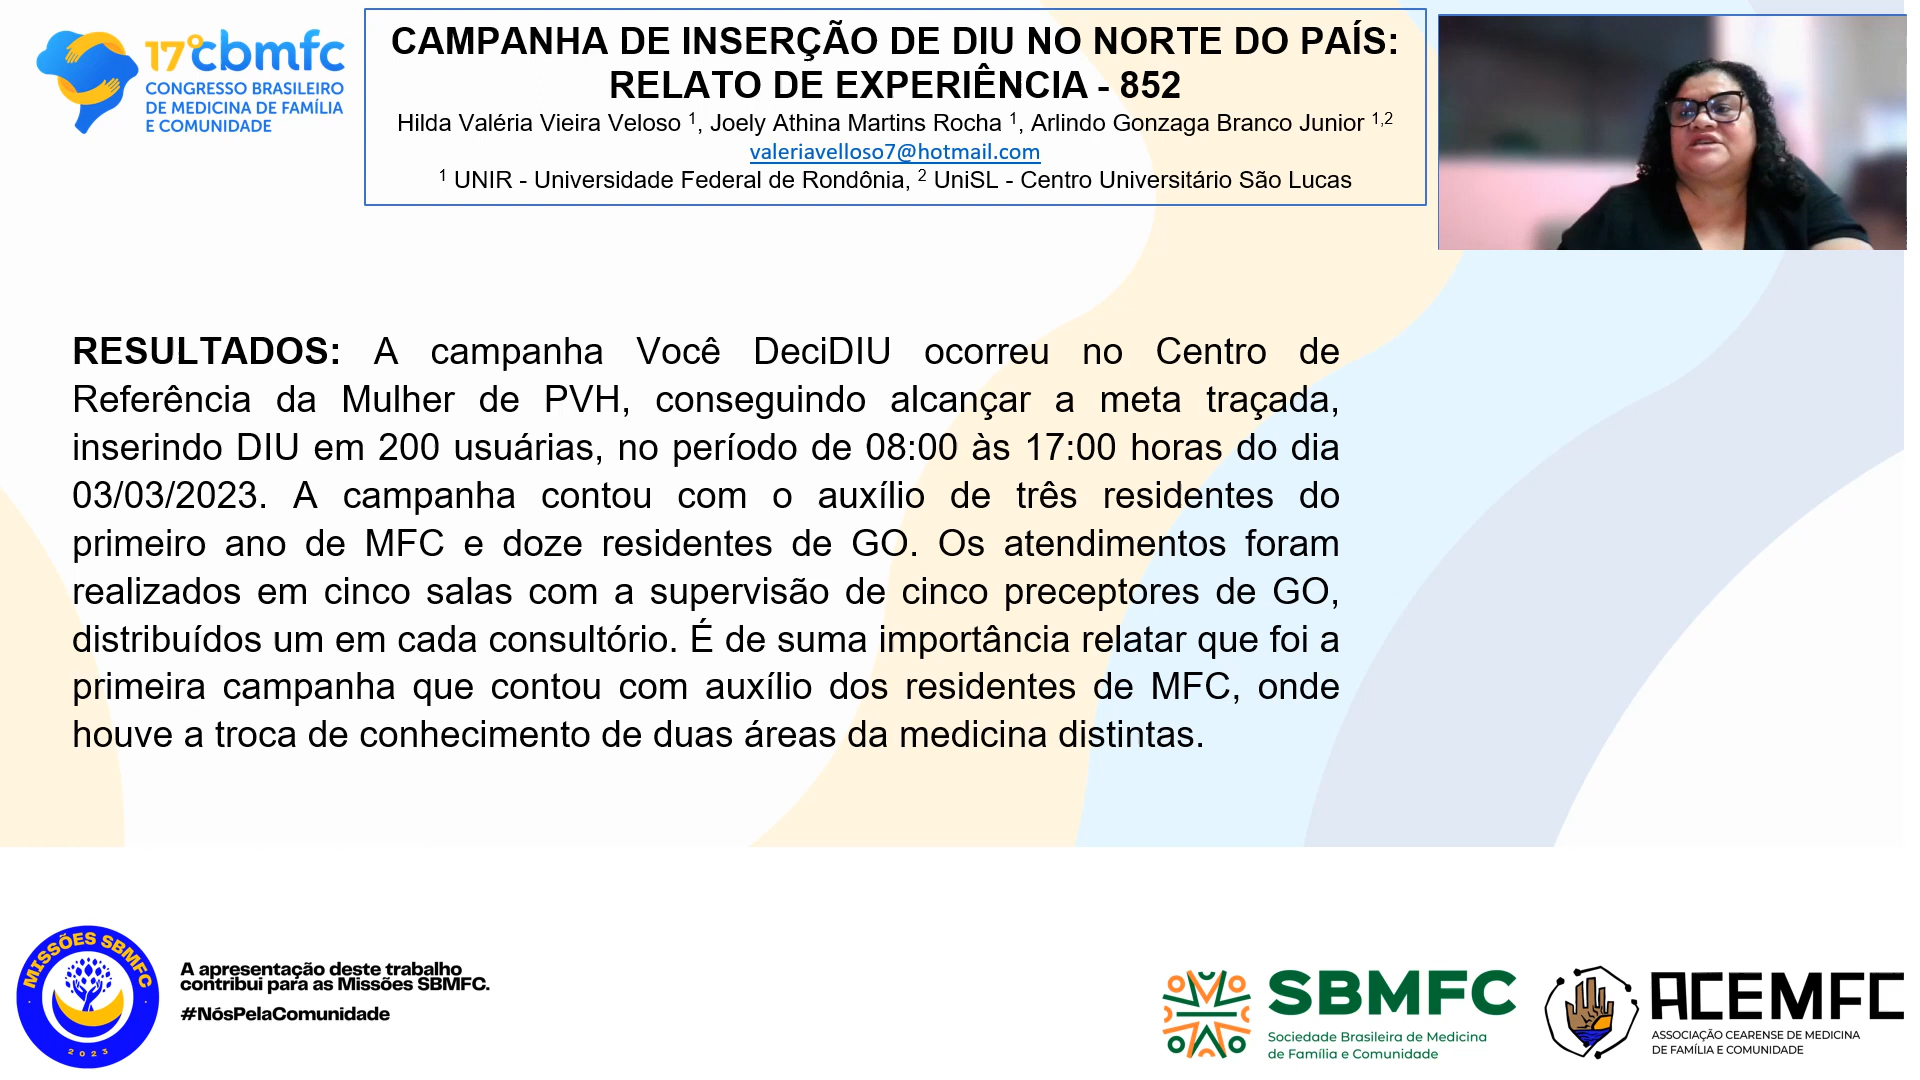 17º cbmfc
CONGRESSO BRASILEIRO
DE MEDICINA DE FAMÍLIA
E COMUNIDADE
CAMPANHA DE INSERÇÃO DE DIU NO NORTE DO PAÍS:
RELATO DE EXPERIÊNCIA - 852
Hilda Valéria Vieira Veloso ¹, Joely Athina Martins Rocha ¹, Arlindo Gonzaga Branco Junior ¹,²
valeriavelloso7@hotmail.com
¹ UNIR - Universidade Federal de Rondônia, ² UniSL - Centro Universitário São Lucas
RESULTADOS: A campanha Você DeciDIU ocorreu no Centro de
Referência da Mulher de PVH, conseguindo alcançar a meta traçada,
inserindo DIU em 200 usuárias, no período de 08:00 às 17:00 horas do dia
03/03/2023. A campanha contou com o auxílio de três residentes do
primeiro ano de MFC e doze residentes de GO. Os atendimentos foram
realizados em cinco salas com a supervisão de cinco preceptores de GO,
distribuídos um em cada consultório. É de suma importância relatar que foi a
primeira campanha que contou com auxílio dos residentes de MFC, onde
houve a troca de conhecimento de duas áreas da medicina distintas.
MISSÕES SBMFC
2023
A apresentação deste trabalho
contribui para as Missões SBMFC.
#NósPelaComunidade
SBMFC
Sociedade Brasileira de Medicina
de Família e Comunidade
ACEMFC
ASSOCIAÇÃO CEARENSE DE MEDICINA
DE FAMÍLIA E COMUNIDADE